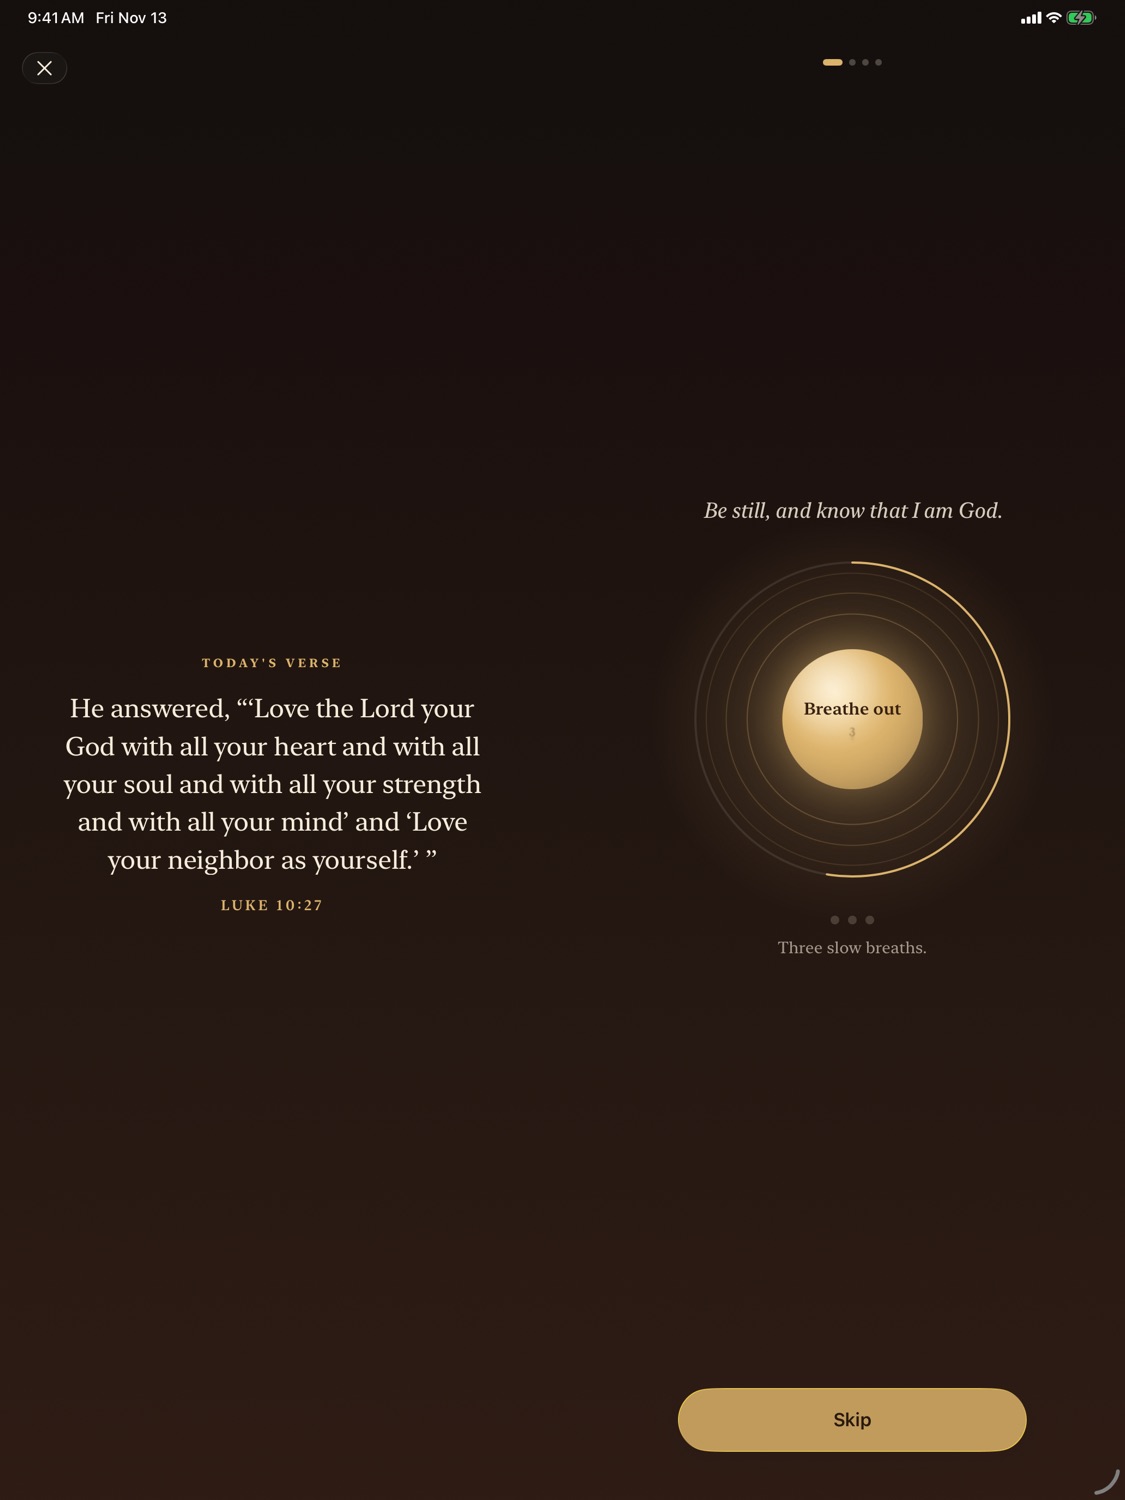 9:41 AM Fri Nov 13
TODAY'S VERSE
He answered, “‘Love the Lord your
God with all your heart and with all
your soul and with all your strength
and with all your mind’ and ‘Love
your neighbor as yourself.’ ”
LUKE 10:27
Be still, and know that I am God.
Breathe out
3
Three slow breaths.
Skip